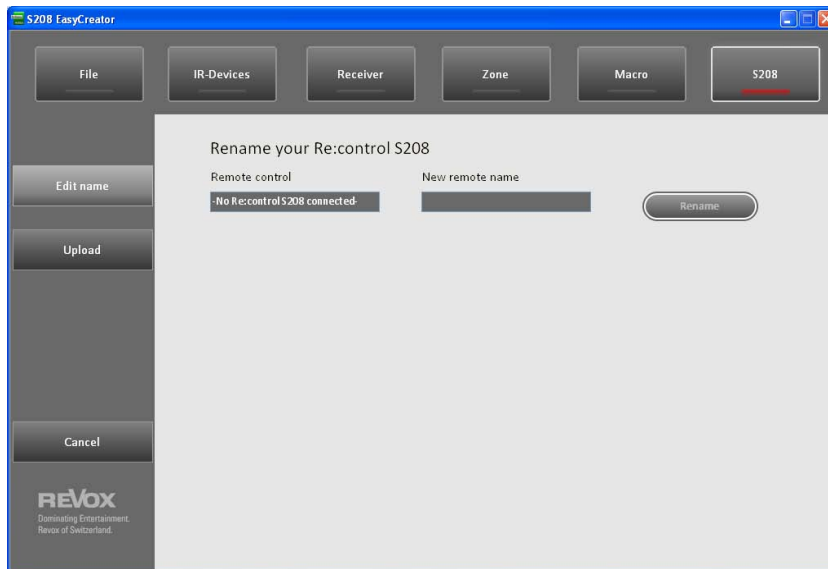 S208 EasyCreator
File
IR-Devices
Receiver
Zone
Macro
S208
Rename your Re:control S208
Remote control
New remote name
Edit name
-No Re:control S208 connected-
Rename
Upload
Cancel
REVOX
Dominating Entertainment.
Revox of Switzerland.